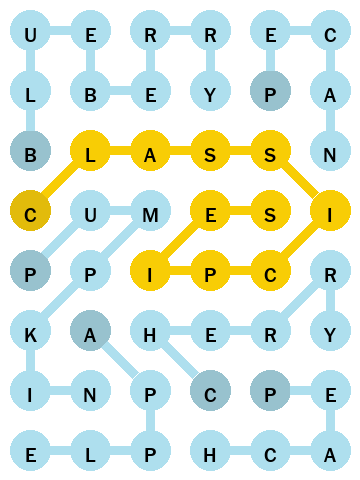 U E R R E C
L B E Y P A
B L A S S N
C U M E S I
P P I P C R
K A H E R Y
I N P C P E
E L P H C A